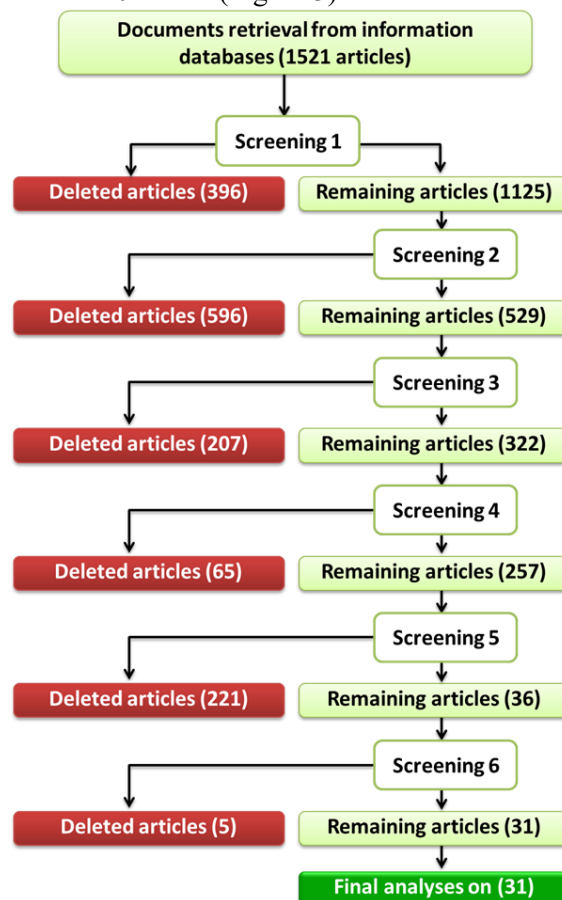 Documents retrieval from information
databases (1521 articles)
Screening 1
Deleted articles (396)
Remaining articles (1125)
Screening 2
Deleted articles (596)
Remaining articles (529)
Screening 3
Deleted articles (207)
Remaining articles (322)
Screening 4
Deleted articles (65)
Remaining articles (257)
Screening 5
Deleted articles (221)
Remaining articles (36)
Screening 6
Deleted articles (5)
Remaining articles (31)
Final analyses on (31)